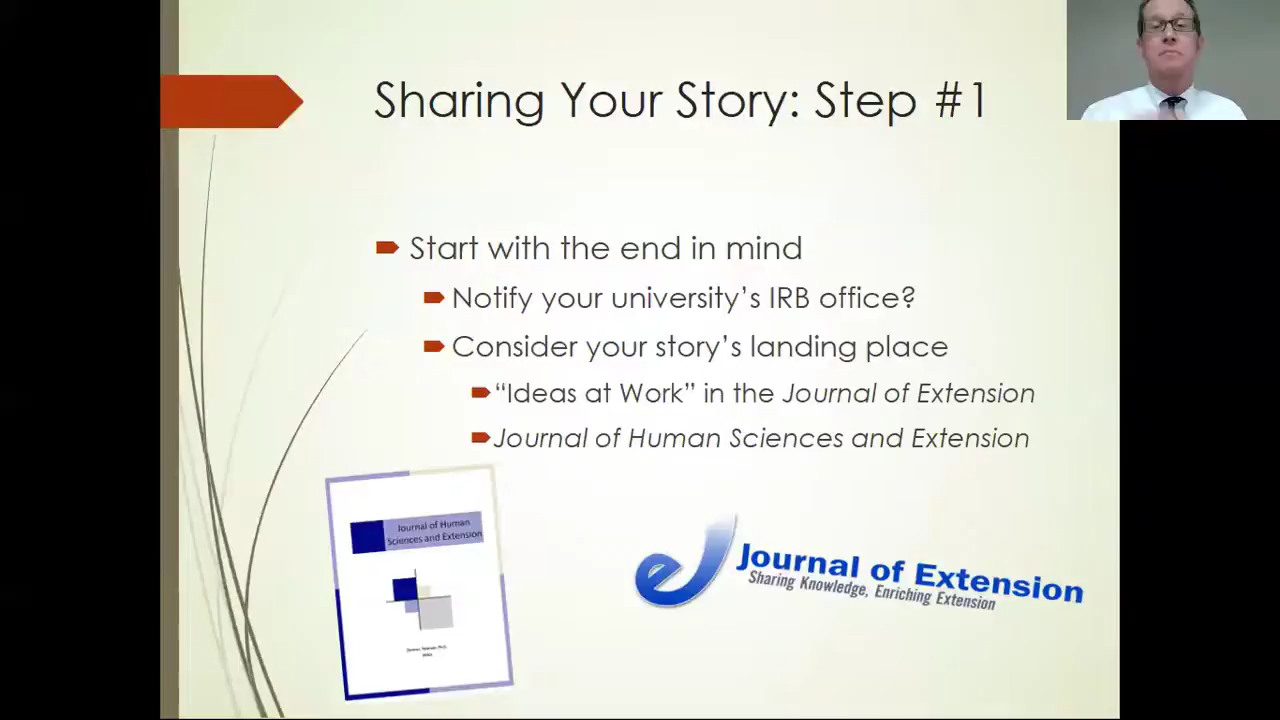 Sharing Your Story: Step #1
Start with the end in mind
Notify your university’s IRB office?
Consider your story’s landing place
“Ideas at Work” in the Journal of Extension
Journal of Human Sciences and Extension
Journal of Human
Sciences and Extension
eJ Journal of Extension
Sharing Knowledge, Enriching Extension